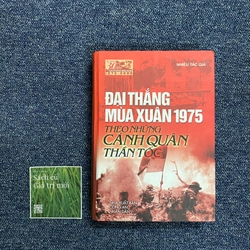 NHIỀU TÁC GIẢ
ĐẠI THẮNG
MÙA XUÂN 1975
THEO NHỮNG
CÁNH QUÂN
THẦN TỐC
Sách cũ
Giá trị mới